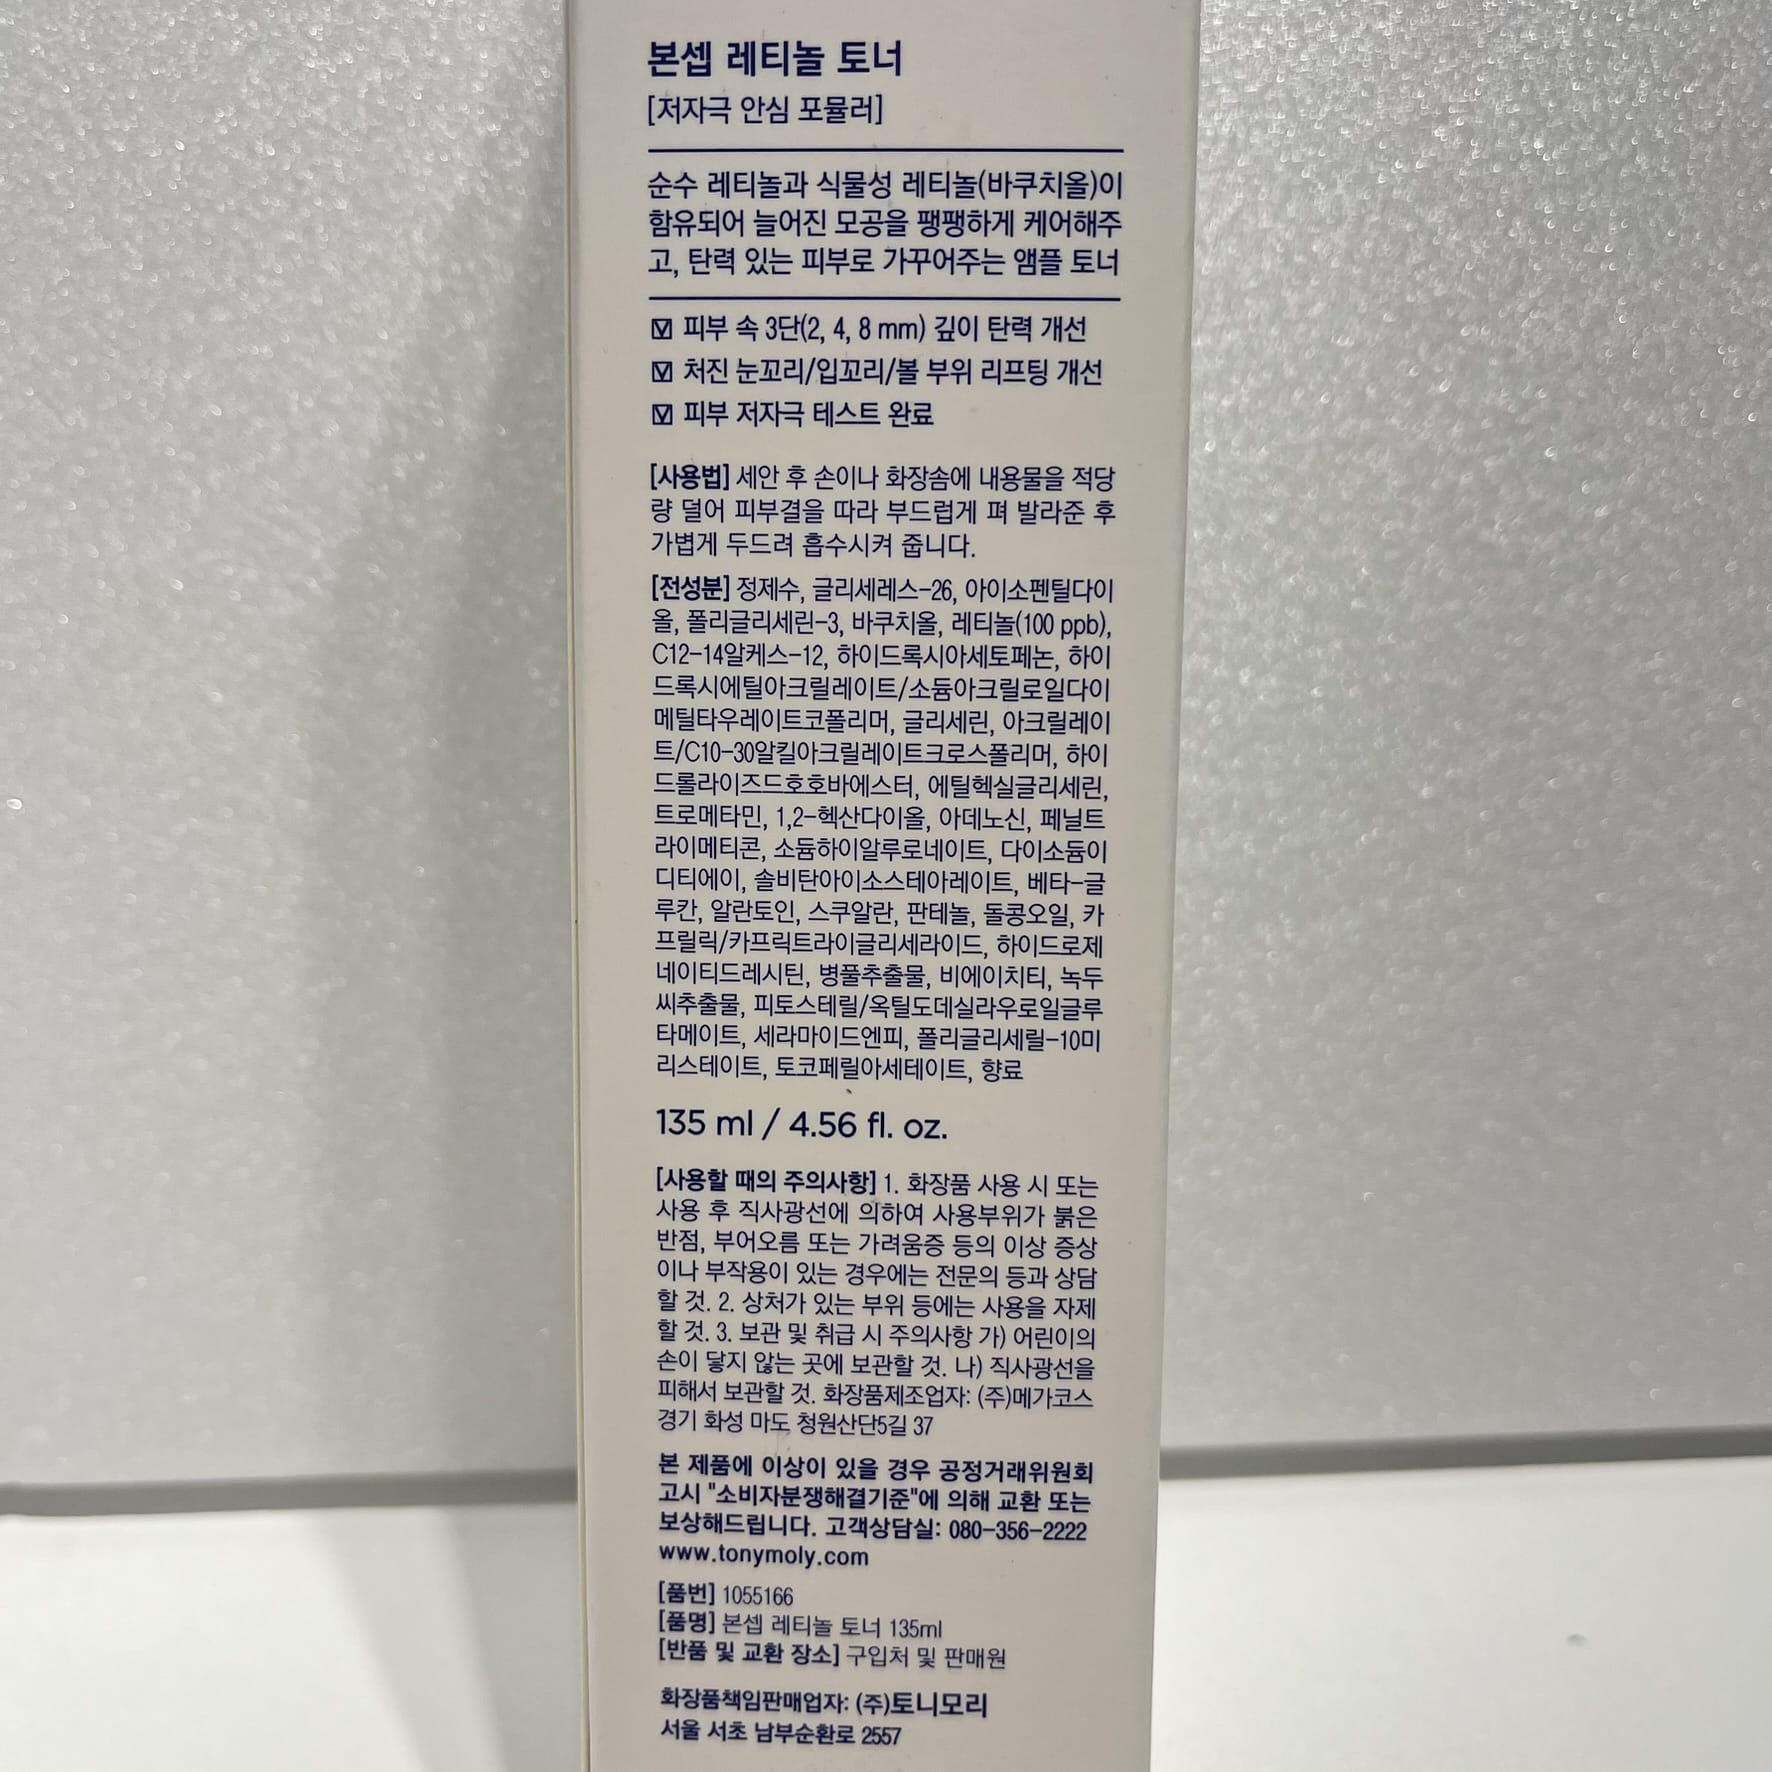 본셉 레티놀 토너
[저자극 안심 포뮬러]
순수 레티놀과 식물성 레티놀(바쿠치올)이
함유되어 늘어진 모공을 팽팽하게 케어해주
고, 탄력 있는 피부로 가꾸어주는 앰플 토너
☑ 피부 속 3단(2, 4, 8 mm) 깊이 탄력 개선
☑ 처진 눈꼬리/입꼬리/볼 부위 리프팅 개선
☑ 피부 저자극 테스트 완료
[사용법] 세안 후 손이나 화장솜에 내용물을 적당
량 덜어 피부결을 따라 부드럽게 펴 발라준 후
가볍게 두드려 흡수시켜 줍니다.
[전성분] 정제수, 글리세레스-26, 아이소펜틸다이
올, 폴리글리세린-3, 바쿠치올, 레티놀(100 ppb),
C12-14알케스-12, 하이드록시아세토페논, 하이
드록시에틸아크릴레이트/소듐아크릴로일다이
메틸타우레이트코폴리머, 글리세린, 아크릴레이
트/C10-30알킬아크릴레이트크로스폴리머, 하이
드롤라이즈드호호바에스터, 에틸헥실글리세린,
트로메타민, 1,2-헥산다이올, 아데노신, 페닐트
라이메티콘, 소듐하이알루로네이트, 다이소듐이
디티에이, 솔비탄아이소스테아레이트, 베타-글
루칸, 알란토인, 스쿠알란, 판테놀, 돌콩오일, 카
프릴릭/카프릭트라이글리세라이드, 하이드로제
네이티드레시틴, 병풀추출물, 비에이치티, 녹두
씨추출물, 피토스테릴/옥틸도데실라우로일글루
타메이트, 세라마이드엔피, 폴리글리세릴-10미
리스테이트, 토코페릴아세테이트, 향료
135 ml / 4.56 fl. oz.
[사용할 때의 주의사항] 1. 화장품 사용 시 또는
사용 후 직사광선에 의하여 사용부위가 붉은
반점, 부어오름 또는 가려움증 등의 이상 증상
이나 부작용이 있는 경우에는 전문의 등과 상담
할 것. 2. 상처가 있는 부위 등에는 사용을 자제
할 것. 3. 보관 및 취급 시 주의사항 가) 어린이의
손이 닿지 않는 곳에 보관할 것. 나) 직사광선을
피해서 보관할 것. 화장품제조업자: (주)메가코스
경기 화성 마도 청원산단5길 37
본 제품에 이상이 있을 경우 공정거래위원회
고시 "소비자분쟁해결기준"에 의해 교환 또는
보상해드립니다. 고객상담실: 080-356-2222
www.tonymoly.com
[품번] 1055166
[품명] 본셉 레티놀 토너 135ml
[반품 및 교환 장소] 구입처 및 판매원
화장품책임판매업자: (주)토니모리
서울 서초 남부순환로 2557